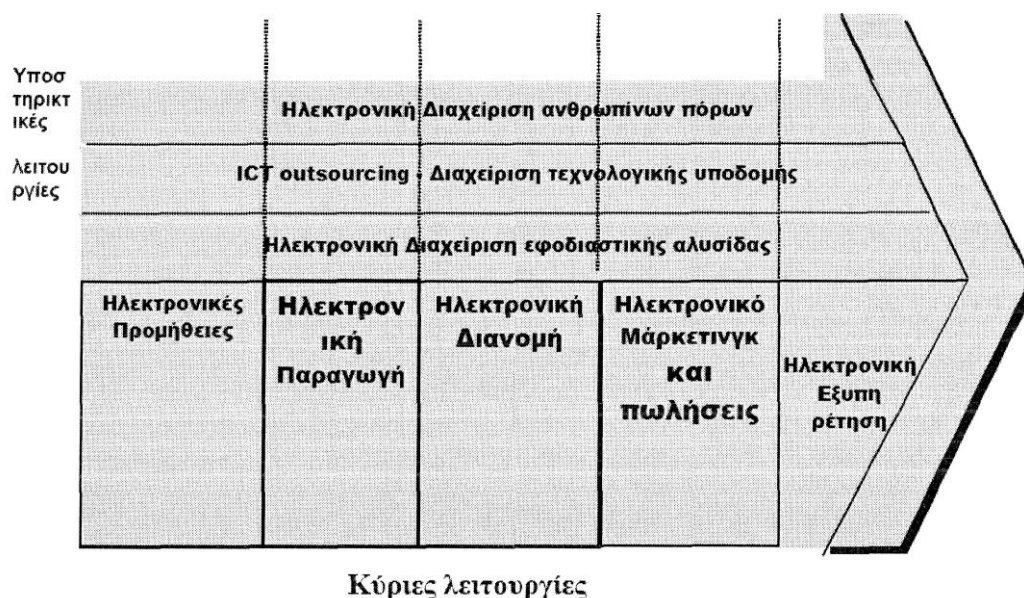 Υποσ
τηρικτ
ικές
λειτου
ργίες
Ηλεκτρονική Διαχείριση ανθρωπίνων πόρων
ICT outsourcing - Διαχείριση τεχνολογικής υποδομής
Ηλεκτρονική Διαχείριση εφοδιαστικής αλυσίδας
Ηλεκτρονικές
Προμήθειες
Ηλεκτρον
ική
Παραγωγή
Ηλεκτρονική
Διανομή
Ηλεκτρονικό
Μάρκετινγκ
και
πωλήσεις
Ηλεκτρονική
Εξυπη
ρέτηση
Κύριες λειτουργίες